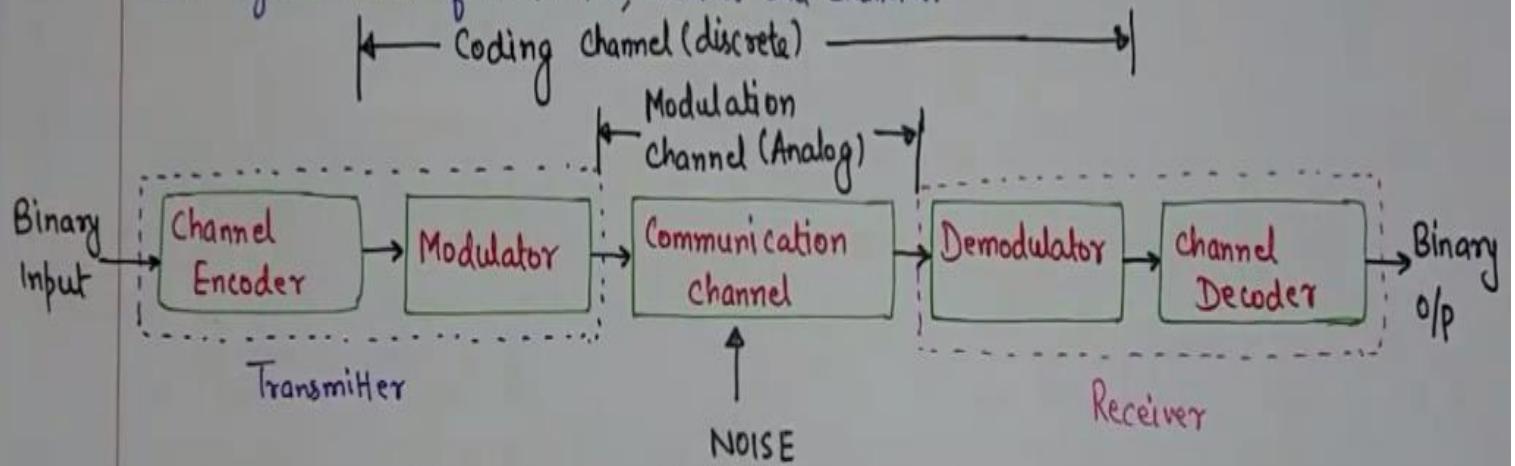 Coding Channel (discrete)
Modulation
Channel (Analog)
Binary
Input
Channel
Encoder
Modulator
Communication
Channel
Demodulator
Channel
Decoder
Binary
O/P
Transmitter
Receiver
NOISE